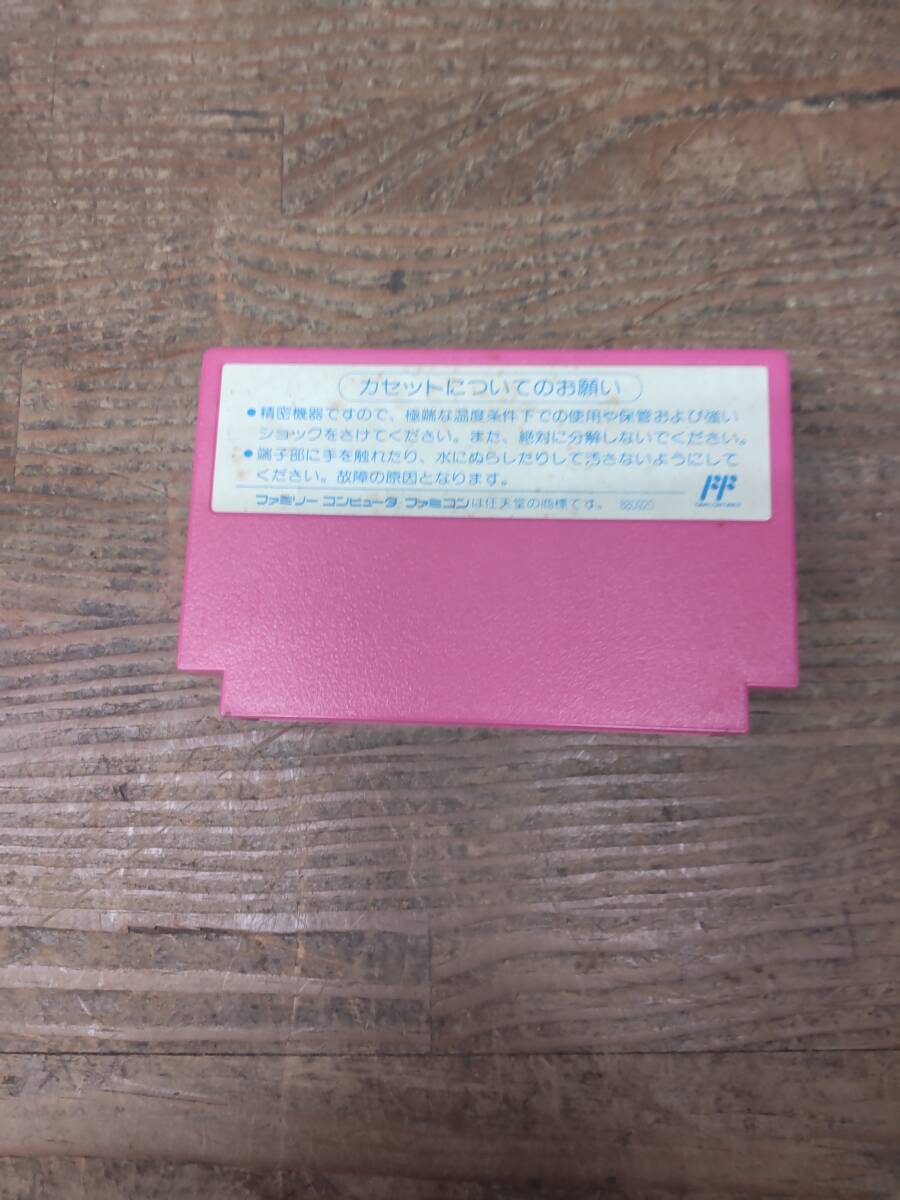 カセットについてのお願い
●精密機器ですので、極端な温度条件下での使用や保管および強い
ショックをさけてください。また、絶対に分解しないでください。
●端子部に手を触れたり、水にぬらしたりして汚さないようにして
ください。故障の原因となります。
ファミリー コンピュータ ファミコンは任天堂の商標です。
FF